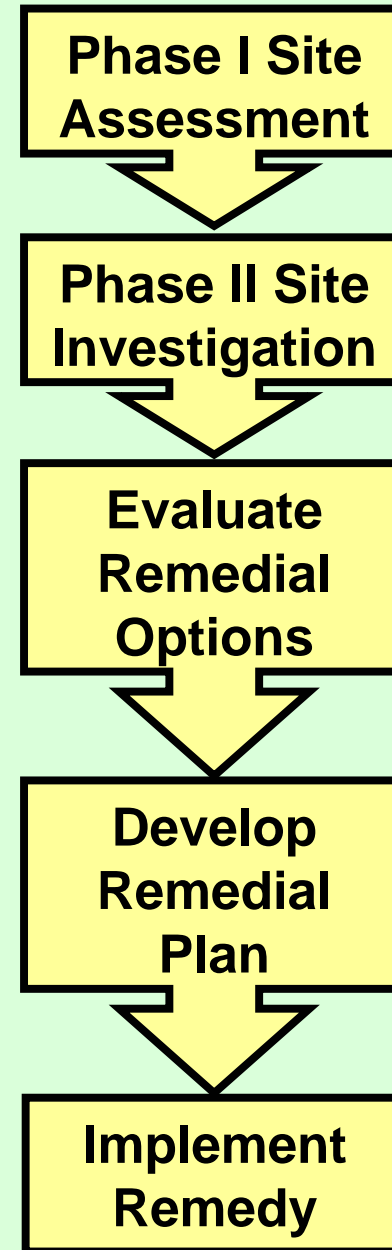 Phase I Site
Assessment
Phase II Site
Investigation
Evaluate
Remedial
Options
Develop
Remedial
Plan
Implement
Remedy